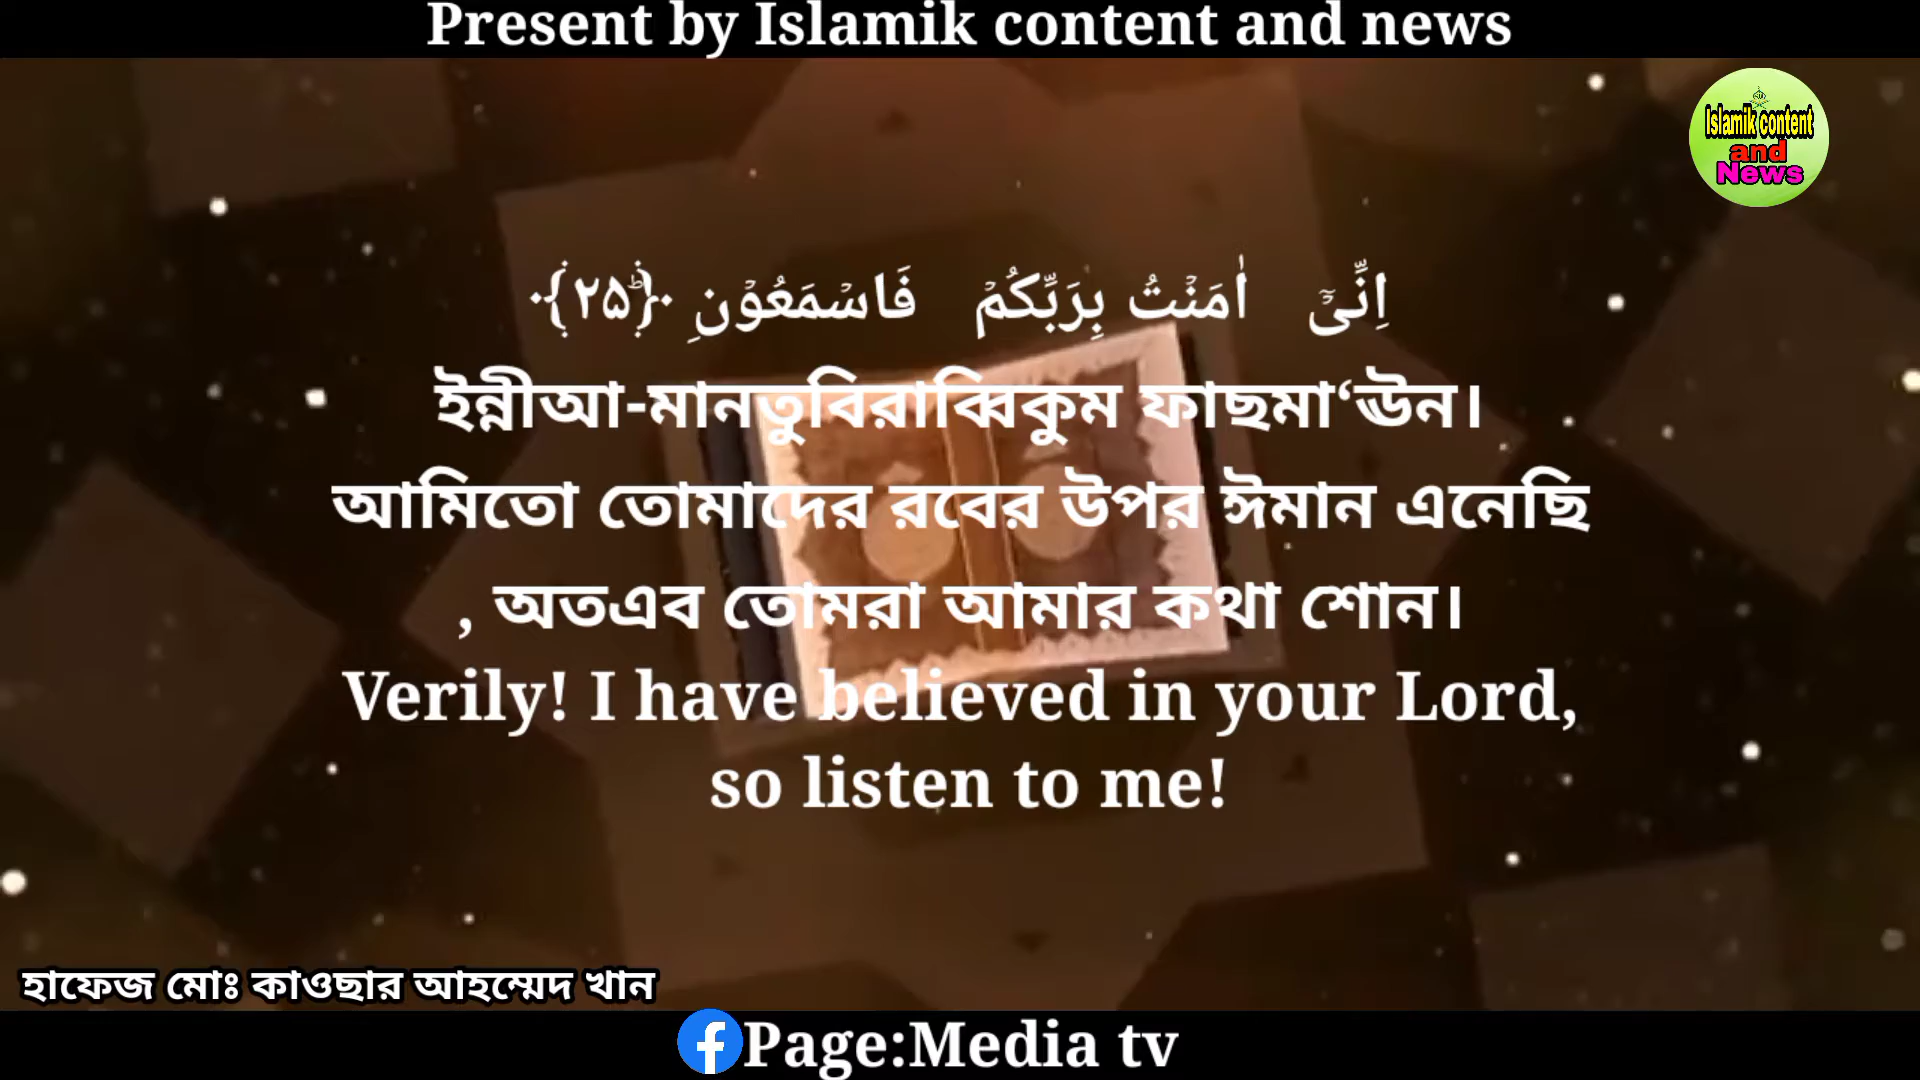 Present by Islamik content and news
Islamik content
and
News
اِنِّیْۤ اٰمَنْتُ بِرَبِّکُمْ فَاسْمَعُوْنِ ﴿ؕ۲۵﴾
ইন্নীআ-মানতুবিরাব্বিকুম ফাছমা‘ঊন।
আমিতো তোমাদের রবের উপর ঈমান এনেছি
, অতএব তোমরা আমার কথা শোন।
Verily! I have believed in your Lord,
so listen to me!
হাফেজ মোঃ কাওছার আহম্মেদ খান
Page:Media tv